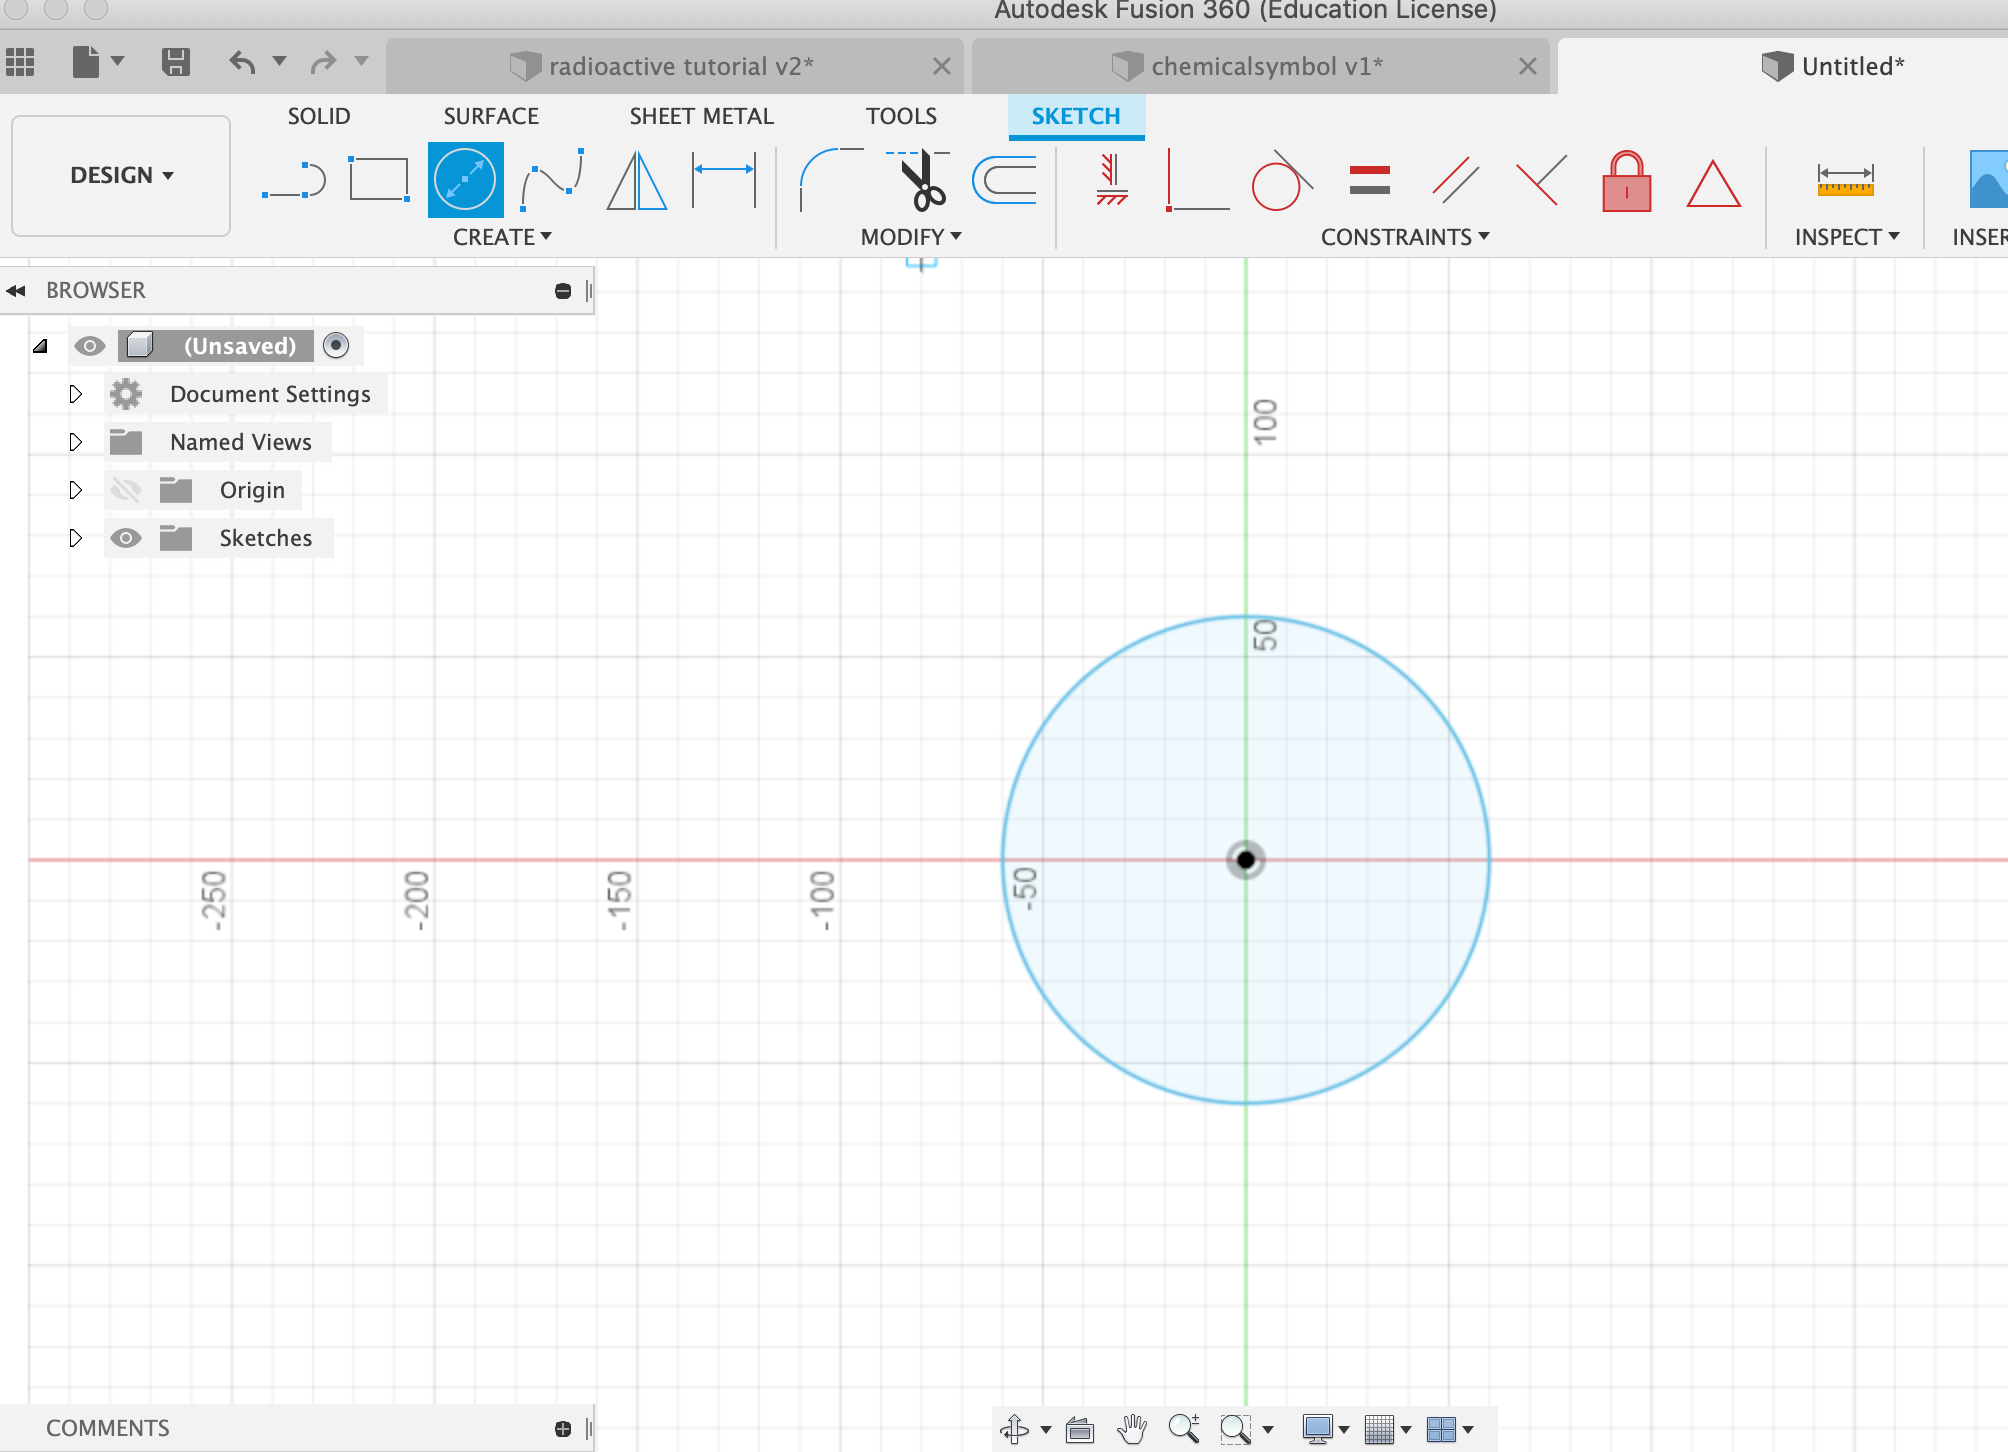 Autodesk Fusion 360 (Education License)
radioactive tutorial v2*
chemicalsymbol v1*
Untitled*
SOLID
SURFACE
SHEET METAL
TOOLS
SKETCH
DESIGN
CREATE
MODIFY
CONSTRAINTS
INSPECT
INSER
BROWSER
(Unsaved)
Document Settings
Named Views
Origin
Sketches
100
50
-250
-200
-150
-100
-50
COMMENTS